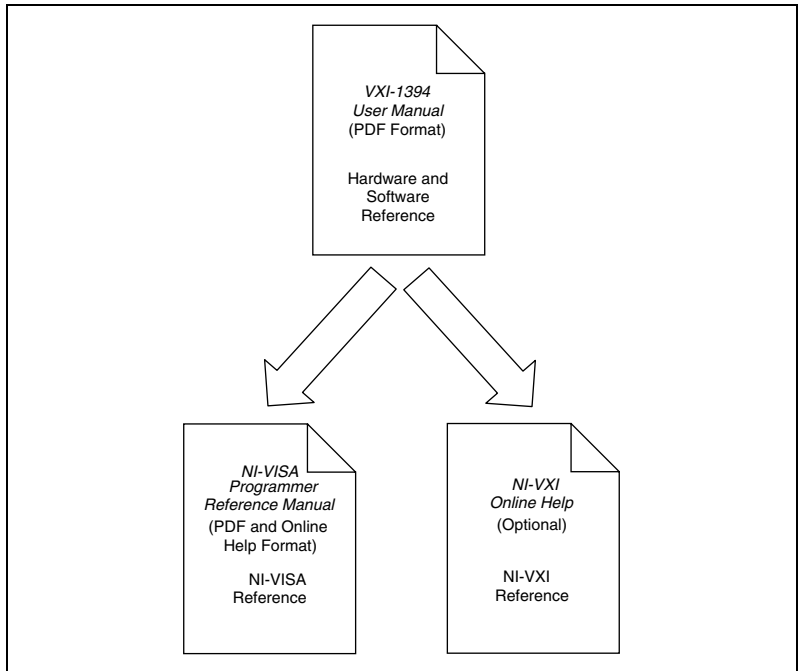 VXI-1394
User Manual
(PDF Format)
Hardware and
Software
Reference
NI-VISA
Programmer
Reference Manual
(PDF and Online
Help Format)
NI-VISA
Reference
NI-VXI
Online Help
(Optional)
NI-VXI
Reference